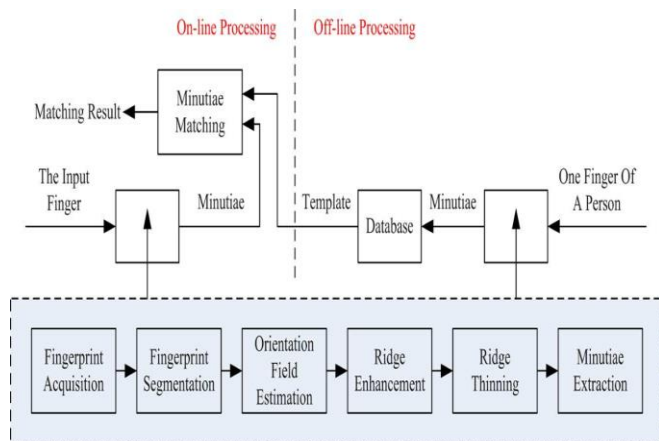 On-line Processing
Off-line Processing
Minutiae
Matching
Matching Result
The Input
Finger
Minutiae
Template
Database
Minutiae
One Finger Of
A Person
Fingerprint
Acquisition
Fingerprint
Segmentation
Orientation
Field
Estimation
Ridge
Enhancement
Ridge
Thinning
Minutiae
Extraction